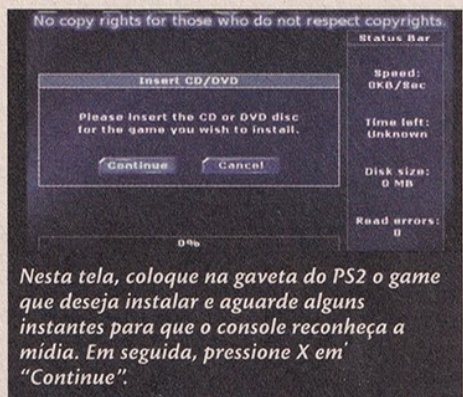 No copy rights for those who do not respect copyrights.
Status Bar
Insert CD/DVD
Please insert the CD or DVD disc
for the game you wish to install.
Continue
Cancel
Speed:
0KB/Sec
Time left:
Unknown
Disk size:
0 MB
Read errors:
0
0%
Nesta tela, coloque na gaveta do PS2 o game
que deseja instalar e aguarde alguns
instantes para que o console reconheça a
mídia. Em seguida, pressione X em
“Continue”.